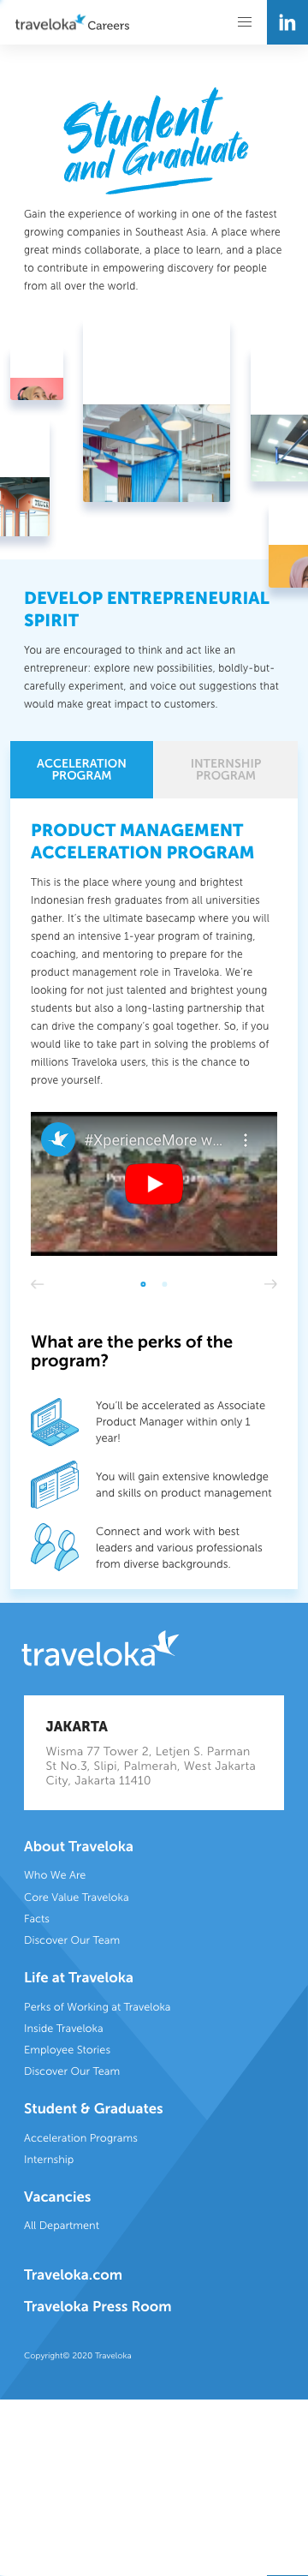 traveloka Careers
in
Student
and Graduate
Gain the experience of working in one of the fastest
growing companies in Southeast Asia. A place where
great minds collaborate, a place to learn, and a place
to contribute in empowering discovery for people
from all over the world.
DEVELOP ENTREPRENEURIAL
SPIRIT
You are encouraged to think and act like an
entrepreneur: explore new possibilities, boldly-but-
carefully experiment, and voice out suggestions that
would make great impact to customers.
ACCELERATION
PROGRAM
INTERNSHIP
PROGRAM
PRODUCT MANAGEMENT
ACCELERATION PROGRAM
This is the place where young and brightest
Indonesian fresh graduates from all universities
gather. It's the ultimate basecamp where you will
spend an intensive 1-year program of training,
coaching, and mentoring to prepare for the
product management role in Traveloka. We're
looking for not just talented and brightest young
students but also a long-lasting partnership that
can drive the company's goal together. So, if you
would like to take part in solving the problems of
millions Traveloka users, this is the chance to
prove yourself.
#XperienceMore w...
What are the perks of the
program?
You'll be accelerated as Associate
Product Manager within only 1
year!
You will gain extensive knowledge
and skills on product management
Connect and work with best
leaders and various professionals
from diverse backgrounds.
traveloka
JAKARTA
Wisma 77 Tower 2, Letjen S. Parman
St No.3, Slipi, Palmerah, West Jakarta
City, Jakarta 11410
About Traveloka
Who We Are
Core Value Traveloka
Facts
Discover Our Team
Life at Traveloka
Perks of Working at Traveloka
Inside Traveloka
Employee Stories
Discover Our Team
Student & Graduates
Acceleration Programs
Internship
Vacancies
All Department
Traveloka.com
Traveloka Press Room
Copyright© 2020 Traveloka